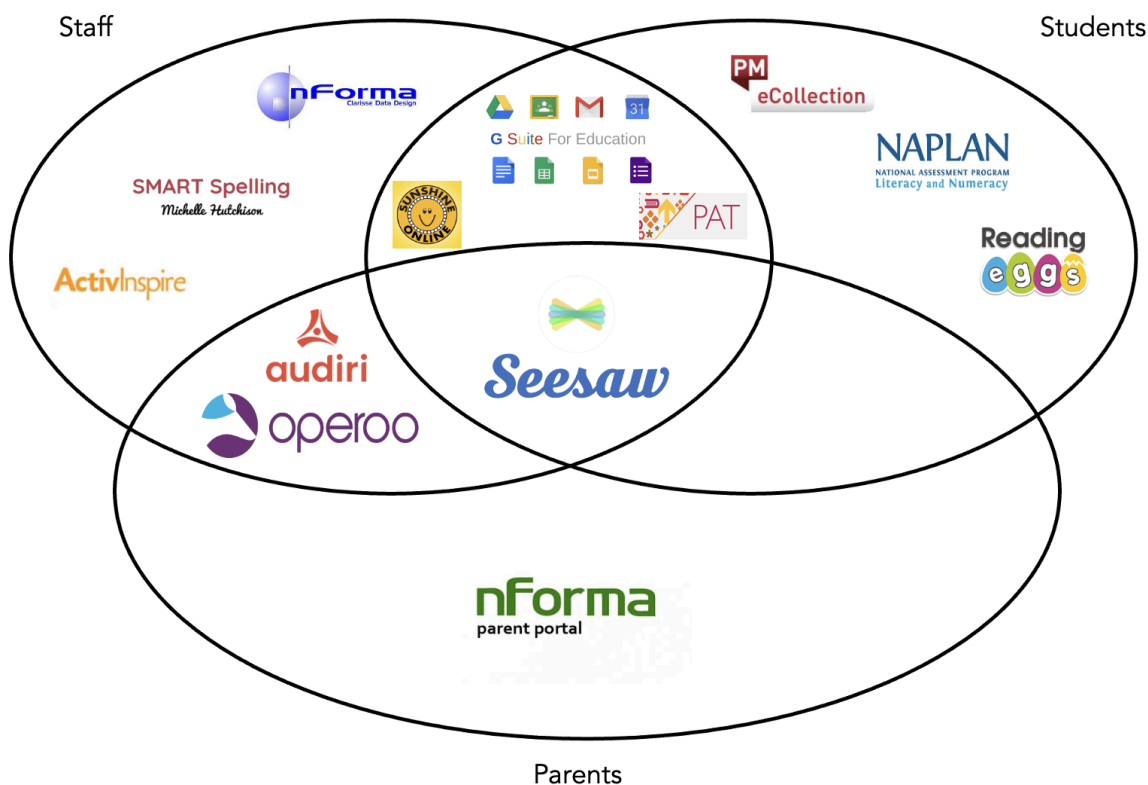 Staff
Students
nForma
Clarisse Data Design
PM
eCollection
31
G Suite For Education
NAPLAN
NATIONAL ASSESSMENT PROGRAM
Literacy and Numeracy
SMART Spelling
Michelle Hutchison
SUNSHINE
ONLINE
PAT
Reading
eggs
ActivInspire
audiri
Seesaw
operoo
nForma
parent portal
Parents